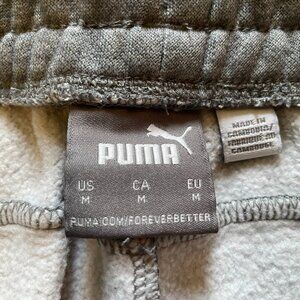 PUMA
US CA EU
M M M
PUMA.COM/FOREVERBETTER
MADE IN
CAMBODIA/
FABRIQUÉ AU
CAMBODGE